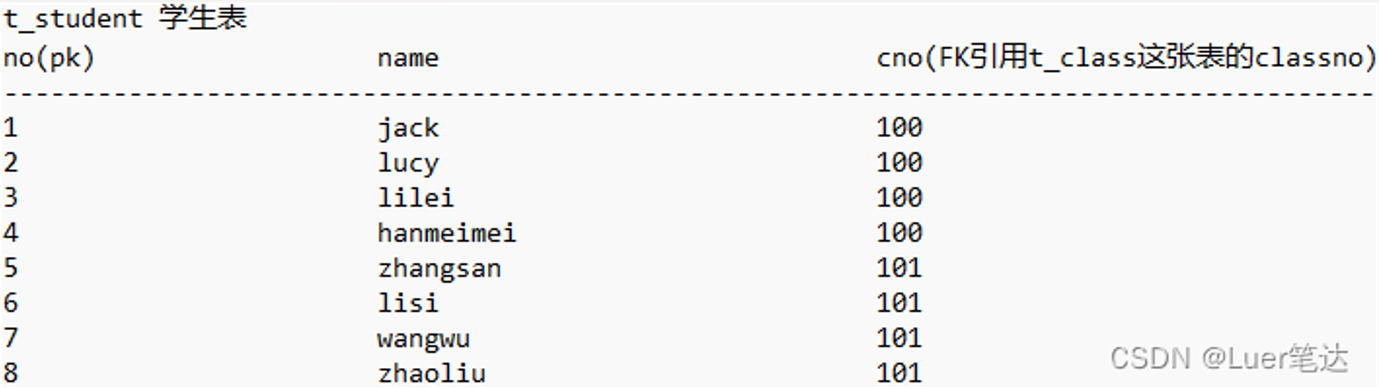 t_student 学生表
no(pk) name cno(FK引用t_class这张表的classno)
----------------------------------------------------------------------------------------
1 jack 100
2 lucy 100
3 lilei 100
4 hanmeimei 100
5 zhangsan 101
6 lisi 101
7 wangwu 101
8 zhaoliu 101
CSDN @Luer笔达